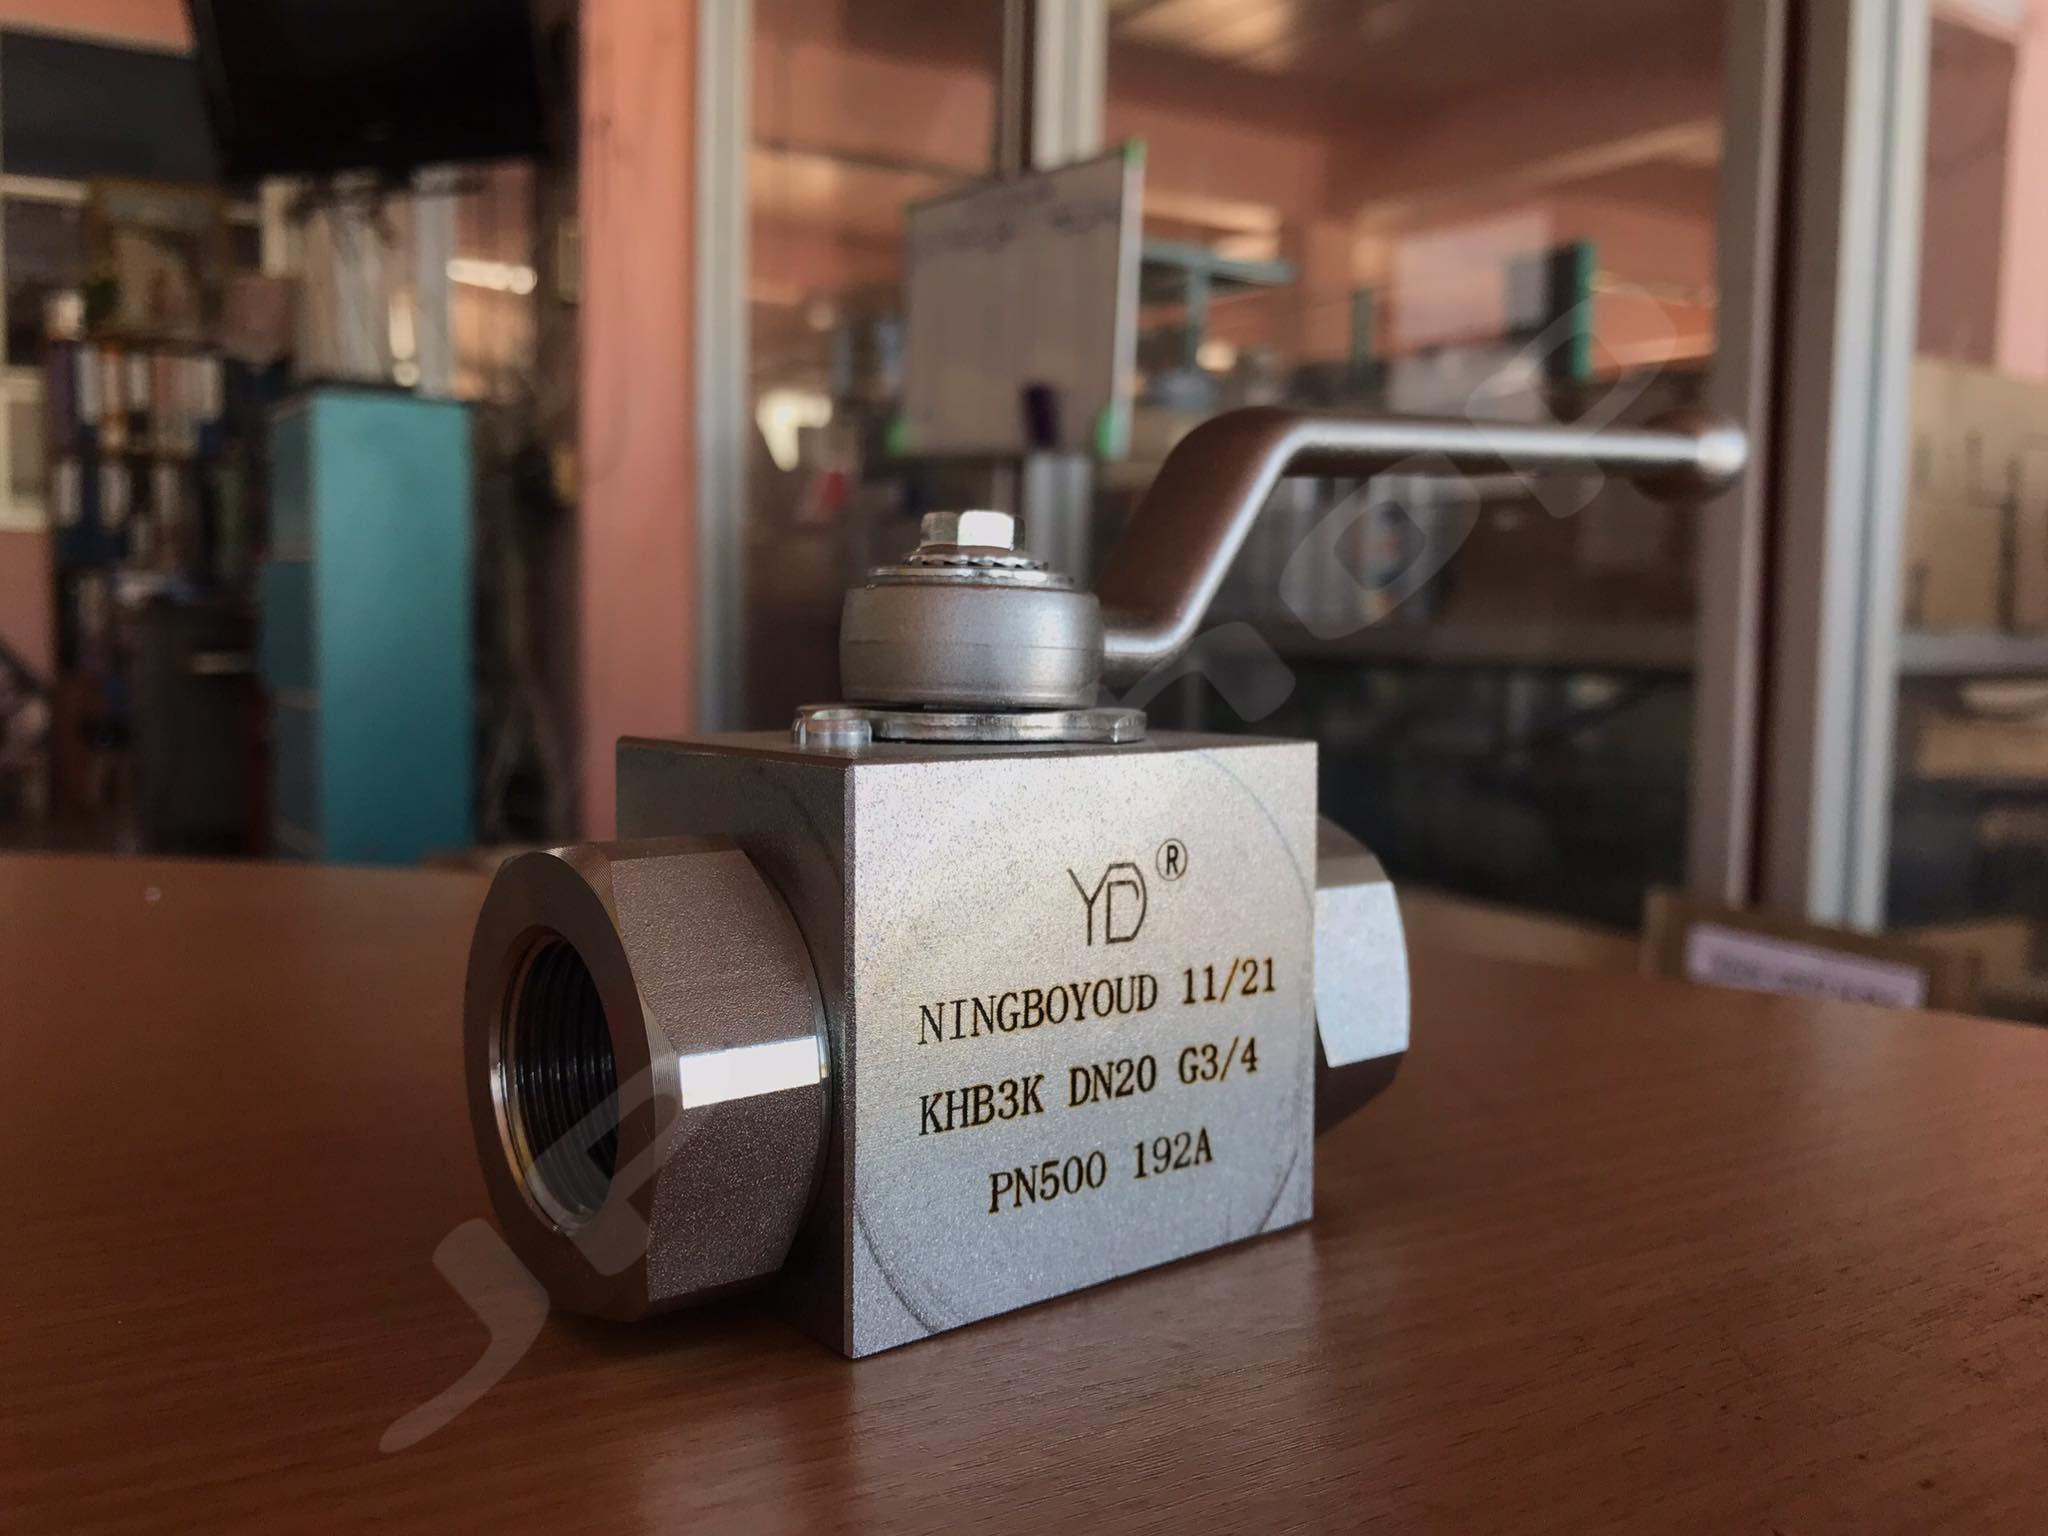 YD®
NINGBOYOUD 11/21
KHB3K DN20 G3/4
PN500 192A